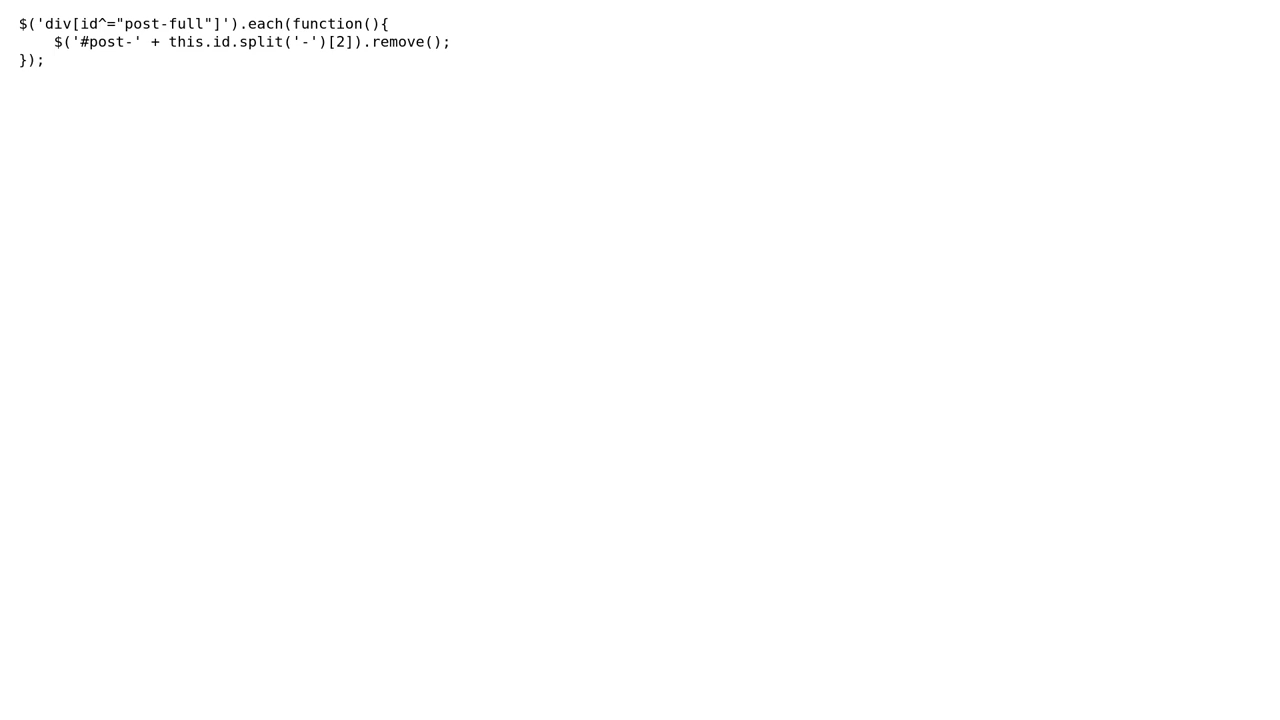 $('div[id^="post-full"]').each(function(){
    $('#post-' + this.id.split('-')[2]).remove();
});